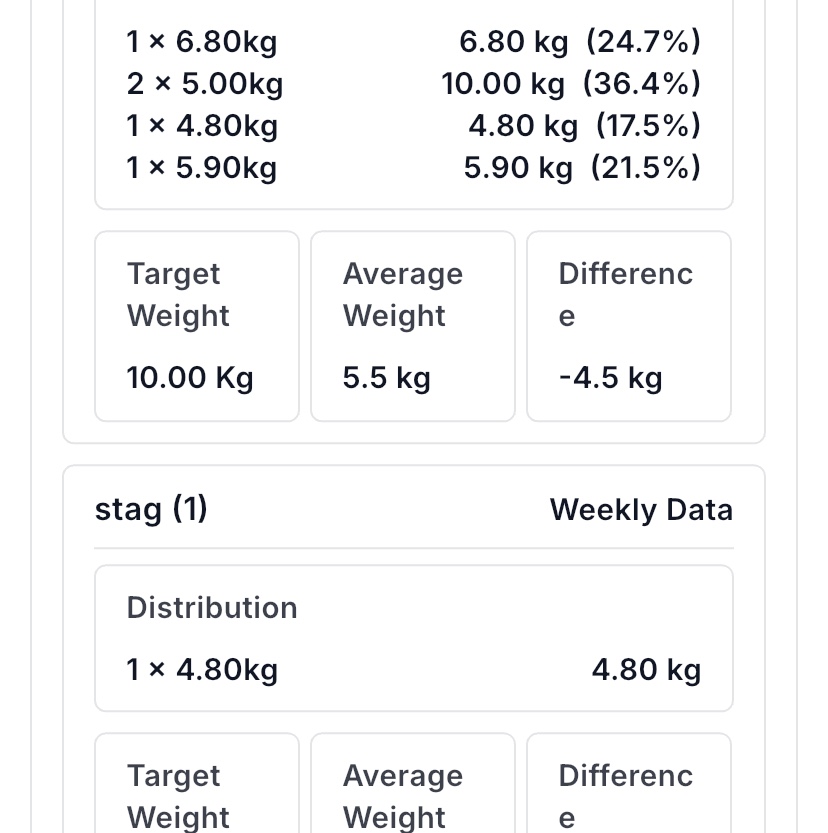 1 × 6.80kg 6.80 kg (24.7%)
2 × 5.00kg 10.00 kg (36.4%)
1 × 4.80kg 4.80 kg (17.5%)
1 × 5.90kg 5.90 kg (21.5%)
Target
Weight
10.00 Kg
Average
Weight
5.5 kg
Differenc
e
-4.5 kg
stag (1) Weekly Data
Distribution
1 × 4.80kg 4.80 kg
Target
Weight
Average
Weight
Differenc
e